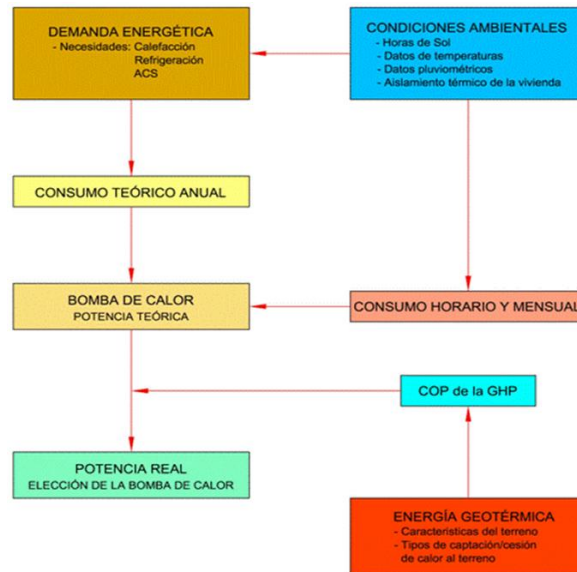 DEMANDA ENERGÉTICA
- Necesidades: Calefacción
Refrigeración
ACS
CONDICIONES AMBIENTALES
- Horas de Sol
- Datos de temperaturas
- Datos pluviométricos
- Aislamiento térmico de la vivienda
CONSUMO TEÓRICO ANUAL
BOMBA DE CALOR
POTENCIA TEÓRICA
CONSUMO HORARIO Y MENSUAL
COP de la GHP
POTENCIA REAL
ELECCIÓN DE LA BOMBA DE CALOR
ENERGÍA GEOTÉRMICA
- Caracteristicas del terreno
- Tipos de captación/cesión
de calor al terreno